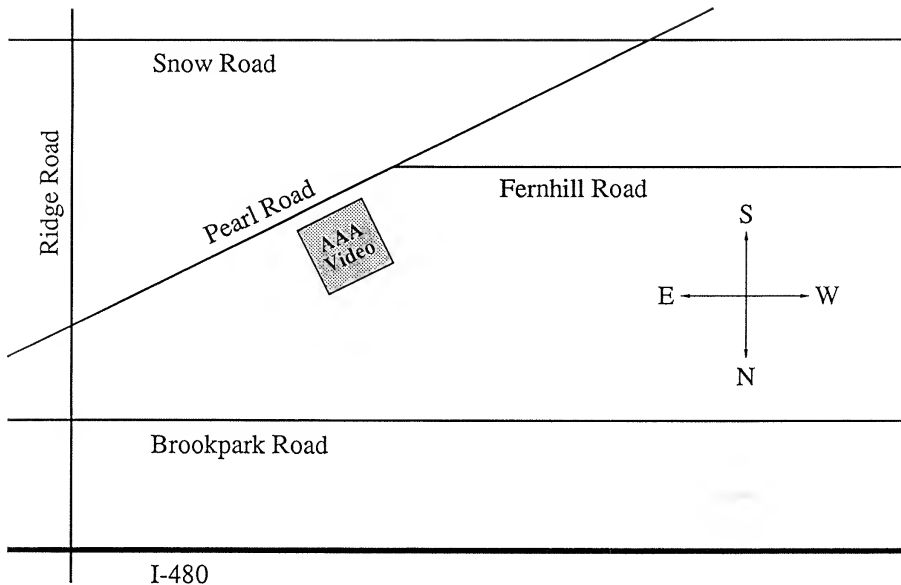 Snow Road
Ridge Road
Pearl Road
Fernhill Road
AAA
Video
S
E
W
N
Brookpark Road
I-480